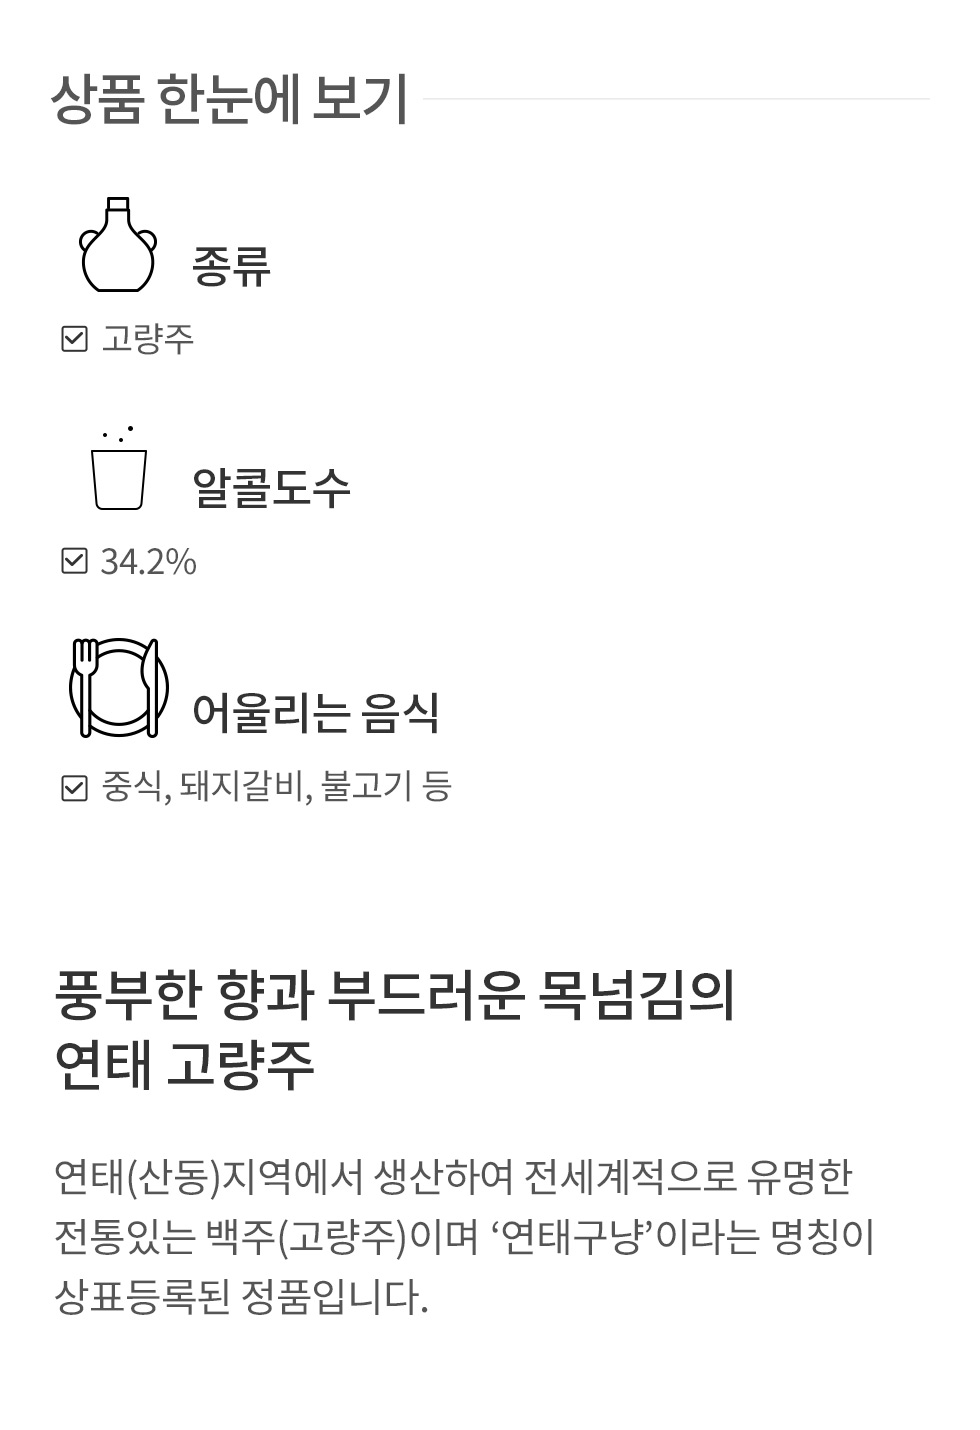 상품 한눈에 보기
종류
고량주
알콜도수
34.2%
어울리는 음식
중식, 돼지갈비, 불고기 등
풍부한 향과 부드러운 목넘김의
연태 고량주
연태(산동)지역에서 생산하여 전세계적으로 유명한
전통있는 백주(고량주)이며 ‘연태구냥’이라는 명칭이
상표등록된 정품입니다.